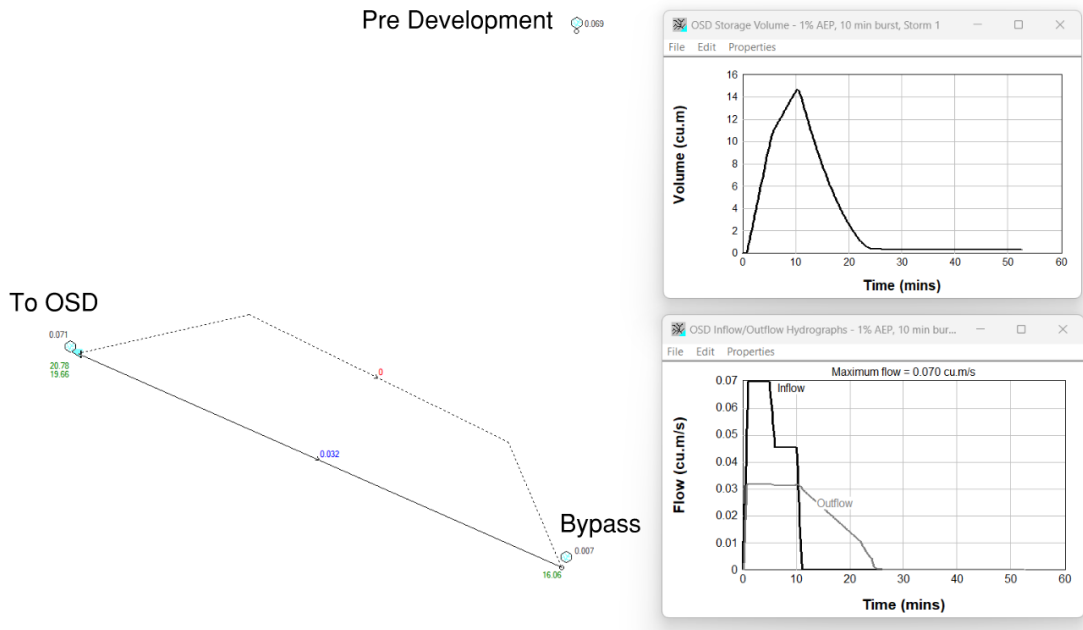 Pre Development
0.069
To OSD
0.071
20.78
19.66
0
0.032
Bypass
0.007
16.06
OSD Storage Volume - 1% AEP, 10 min burst, Storm 1
File Edit Properties
Volume (cu.m)
16
14
12
10
8
6
4
2
0
0 10 20 30 40 50 60
Time (mins)
OSD Inflow/Outflow Hydrographs - 1% AEP, 10 min bur...
File Edit Properties
Maximum flow = 0.070 cu.m/s
Flow (cu.m/s)
0.07
0.06
0.05
0.04
0.03
0.02
0.01
0
Inflow
Outflow
0 10 20 30 40 50 60
Time (mins)